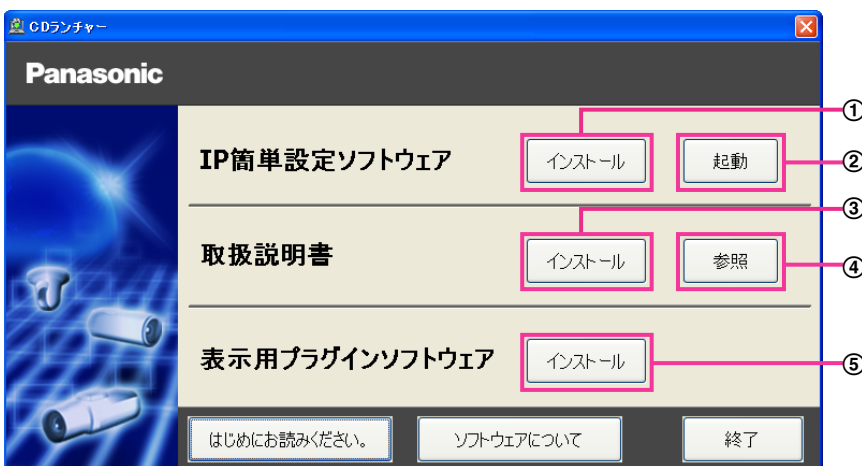 CDランチャー
Panasonic
①
IP簡単設定ソフトウェア インストール 起動 ②
③
取扱説明書 インストール 参照 ④
表示用プラグインソフトウェア インストール ⑤
はじめにお読みください。 ソフトウェアについて 終了